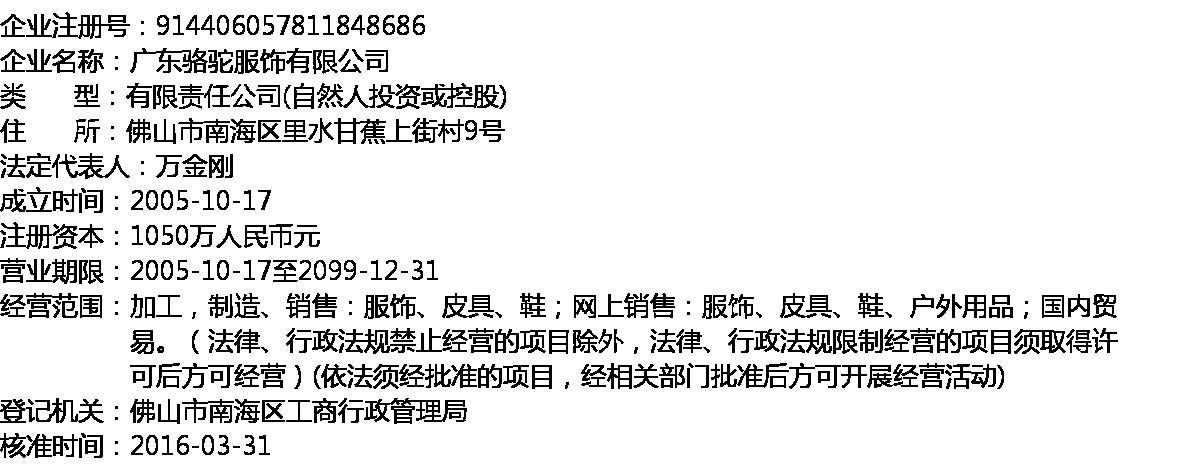 企业注册号：914406057811848686
企业名称：广东骆驼服饰有限公司
类　　型：有限责任公司(自然人投资或控股)
住　　所：佛山市南海区里水甘蕉上街村9号
法定代表人：万金刚
成立时间：2005-10-17
注册资本：1050万人民币元
营业期限：2005-10-17至2099-12-31
经营范围：加工，制造、销售：服饰、皮具、鞋；网上销售：服饰、皮具、鞋、户外用品；国内贸
易。（法律、行政法规禁止经营的项目除外，法律、行政法规限制经营的项目须取得许
可后方可经营）(依法须经批准的项目，经相关部门批准后方可开展经营活动)
登记机关：佛山市南海区工商行政管理局
核准时间：2016-03-31